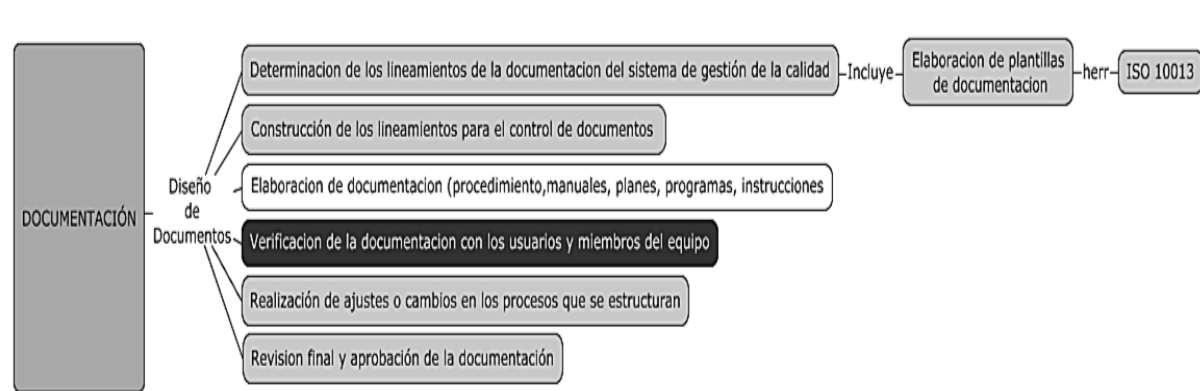 DOCUMENTACIÓN
Diseño
de
Documentos
Determinacion de los lineamientos de la documentacion del sistema de gestión de la calidad
Incluye
Elaboracion de plantillas
de documentacion
herr
ISO 10013
Construcción de los lineamientos para el control de documentos
Elaboracion de documentacion (procedimiento,manuales, planes, programas, instrucciones
Verificacion de la documentacion con los usuarios y miembros del equipo
Realización de ajustes o cambios en los procesos que se estructuran
Revision final y aprobación de la documentación